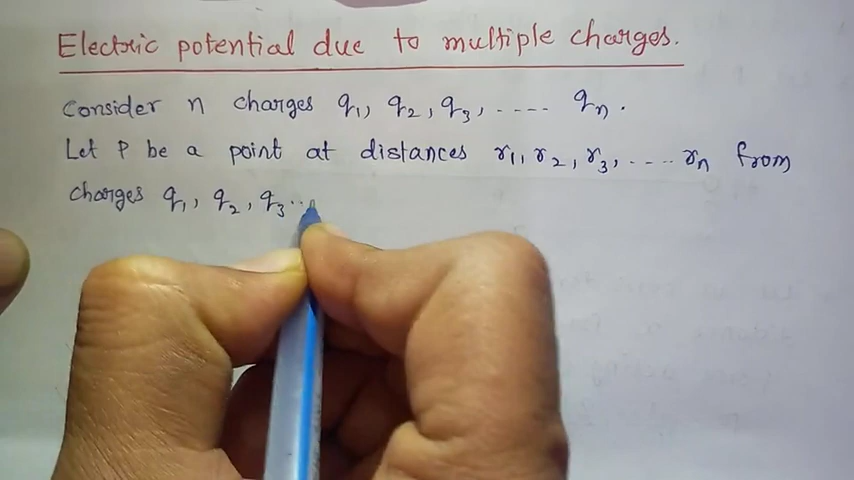 Electric potential due to multiple charges.
Consider n charges q₁, q₂, q₃, ..... qₙ.
Let P be a point at distances r₁, r₂, r₃, ..... rₙ from
charges q₁, q₂, q₃ ...